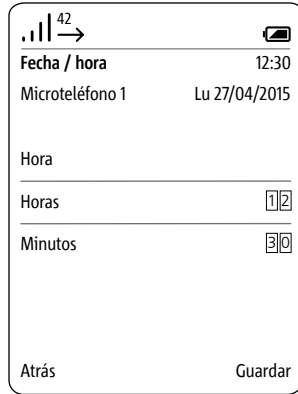 42
Fecha / hora 12:30
Microteléfono 1 Lu 27/04/2015
Hora
Horas 12
Minutos 30
Atrás Guardar